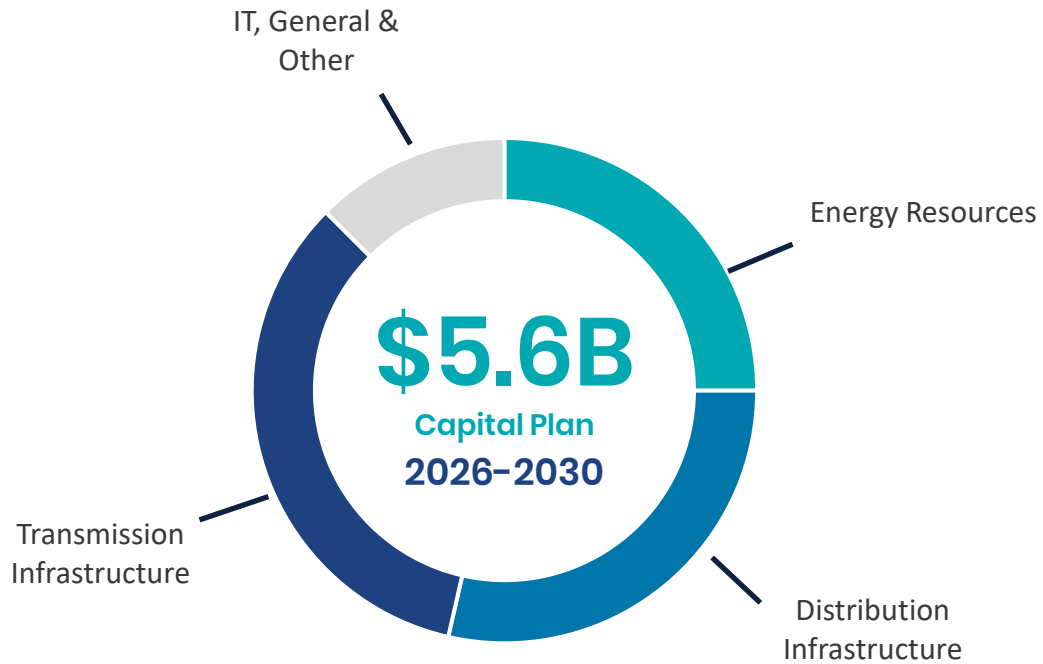 IT, General &
Other
Energy Resources
$5.6B
Capital Plan
2026–2030
Transmission
Infrastructure
Distribution
Infrastructure